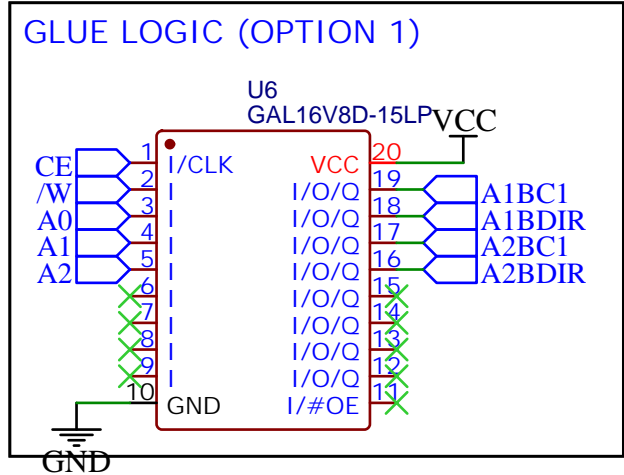 GLUE LOGIC (OPTION 1)
U6
GAL16V8D-15LP
VCC
CE 1 I/CLK VCC 20
/W 2 I I/O/Q 19 A1BC1
A0 3 I I/O/Q 18 A1BDIR
A1 4 I I/O/Q 17 A2BC1
A2 5 I I/O/Q 16 A2BDIR
6 I I/O/Q 15
7 I I/O/Q 14
8 I I/O/Q 13
9 I I/O/Q 12
10 GND I/#OE 11
GND